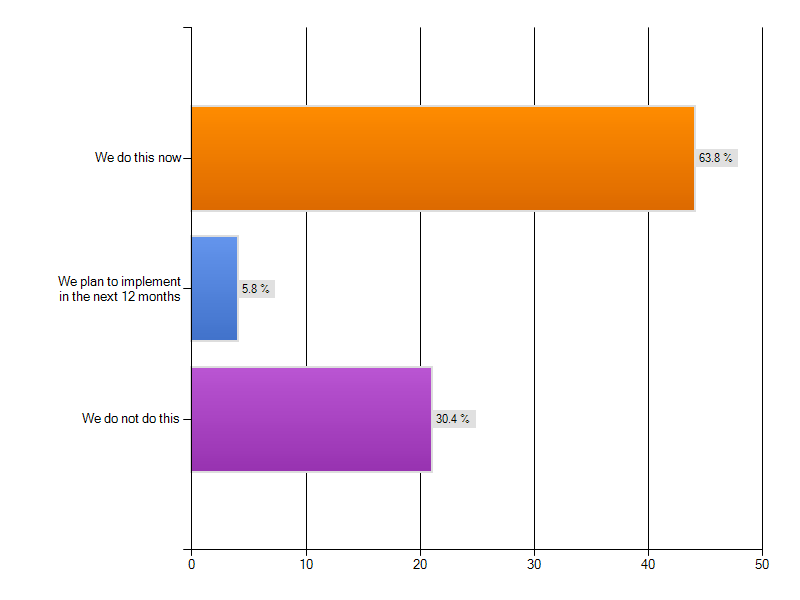 We do this now
63.8 %
We plan to implement
in the next 12 months
5.8 %
We do not do this
30.4 %
0 10 20 30 40 50